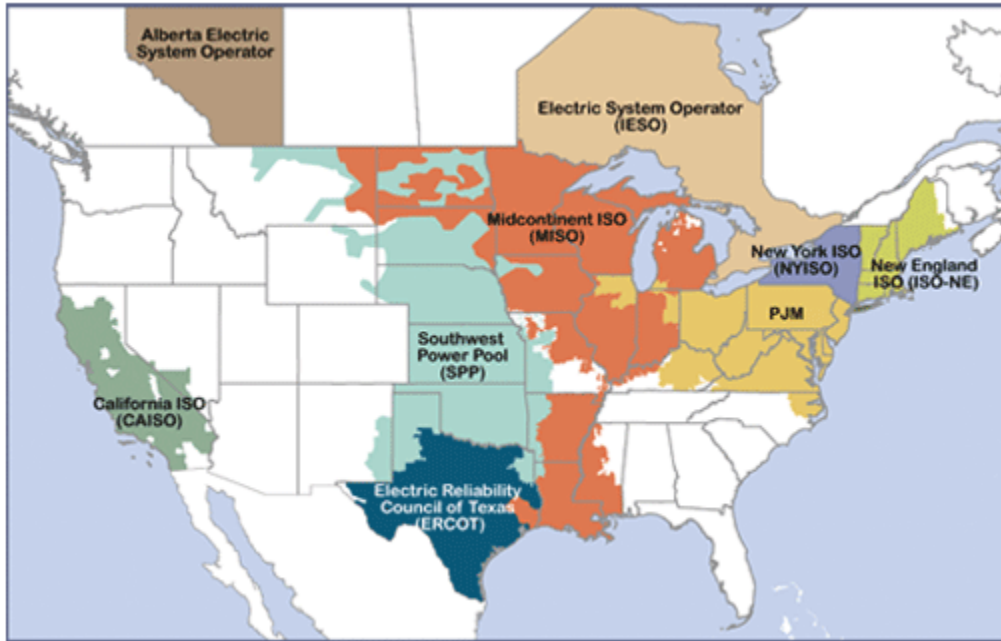 Alberta Electric
System Operator
Electric System Operator
(IESO)
Midcontinent ISO
(MISO)
New York ISO
(NYISO)
New England
ISO (ISO-NE)
PJM
Southwest
Power Pool
(SPP)
California ISO
(CAISO)
Electric Reliability
Council of Texas
(ERCOT)